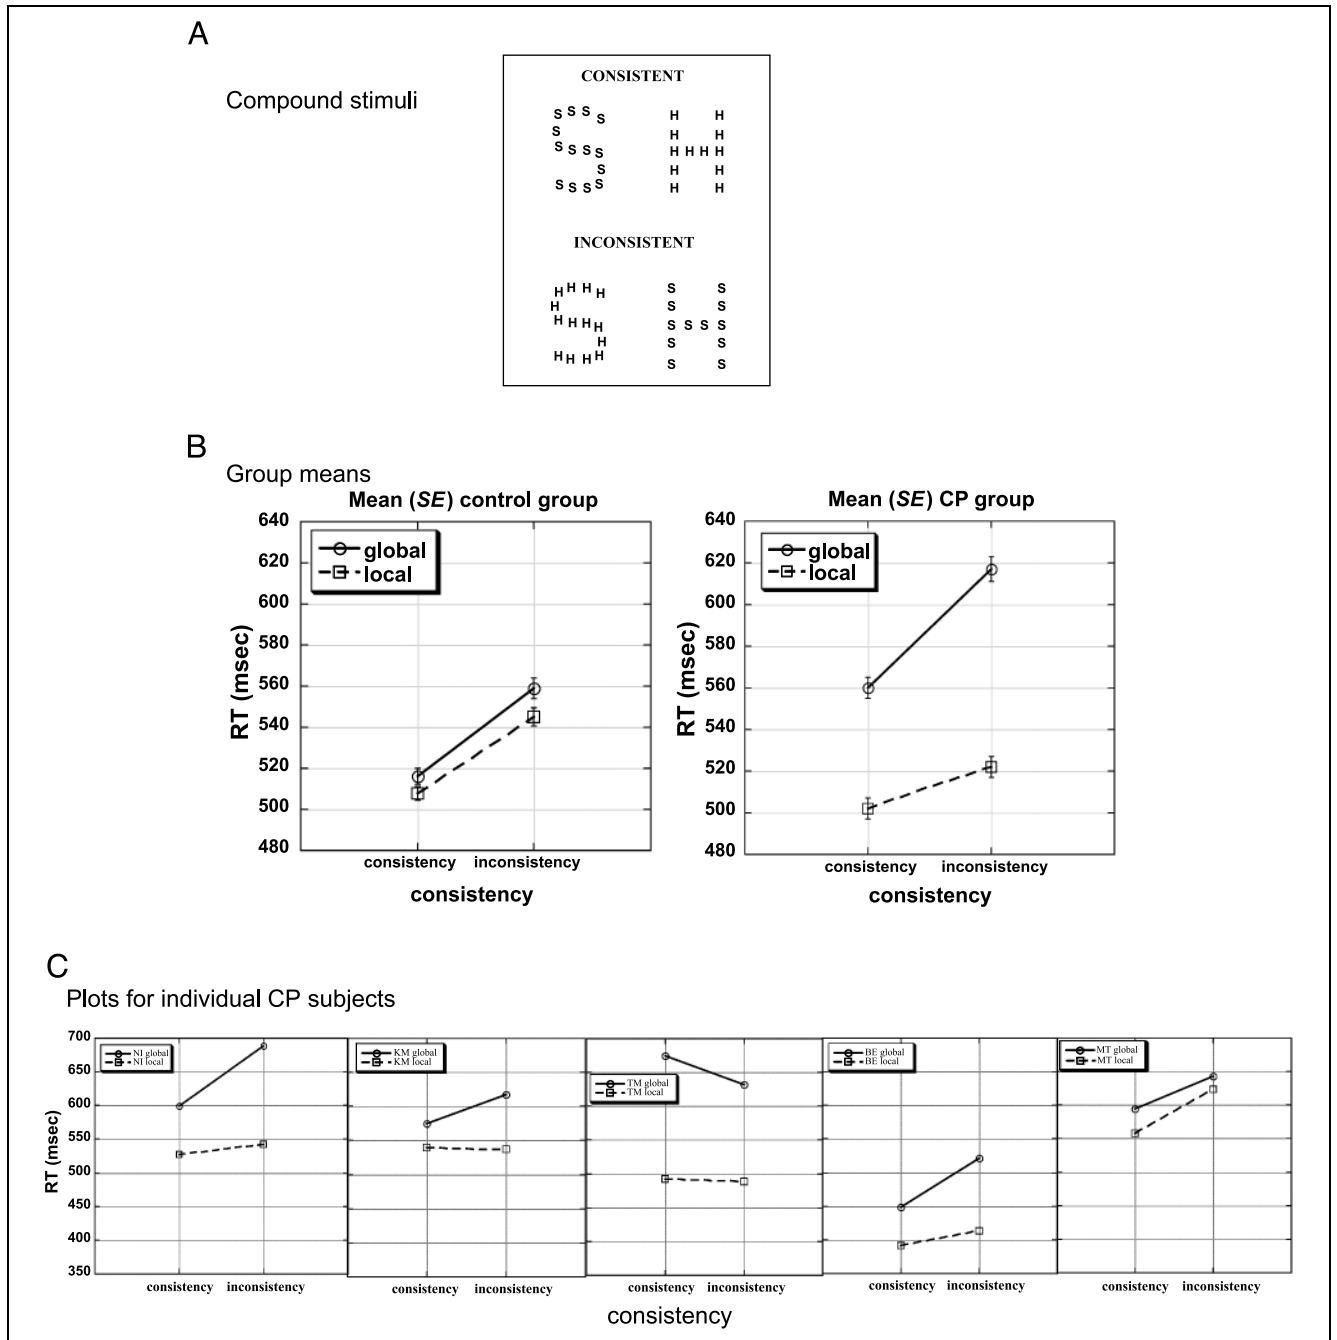 A
Compound stimuli
CONSISTENT
S S S S
S
S S S S
S
S S S S
H H
H H
H H H H
H H
H H
INCONSISTENT
H H H H
H
H H H H
H
H H H H
S S
S S
S S S S
S S
S S
B
Group means
Mean (SE) control group
640
620
600
580
560
540
520
500
480
RT (msec)
global
local
consistency inconsistency
consistency
Mean (SE) CP group
640
620
600
580
560
540
520
500
480
RT (msec)
global
local
consistency inconsistency
consistency
C
Plots for individual CP subjects
700
650
600
550
500
450
400
350
RT (msec)
NI global
NI local
consistency inconsistency
KM global
KM local
consistency inconsistency
TM global
TM local
consistency inconsistency
BE global
BE local
consistency inconsistency
MT global
MT local
consistency inconsistency
consistency